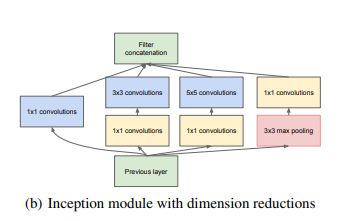 Filter
concatenation
3x3 convolutions
5x5 convolutions
1x1 convolutions
1x1 convolutions
1x1 convolutions
1x1 convolutions
3x3 max pooling
Previous layer
(b) Inception module with dimension reductions